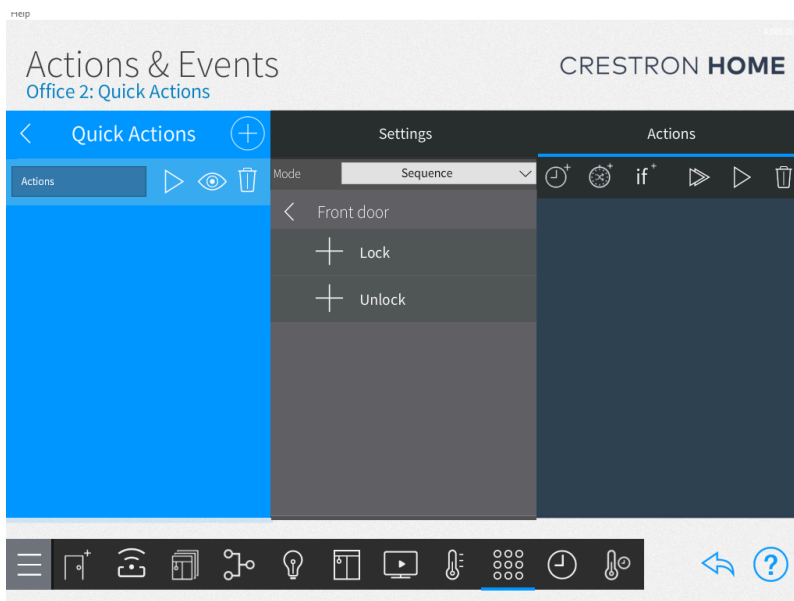 Help
Actions & Events
CRESTRON HOME
Office 2: Quick Actions
Quick Actions
Settings
Actions
Actions
Mode
Sequence
if+
Front door
Lock
Unlock
?